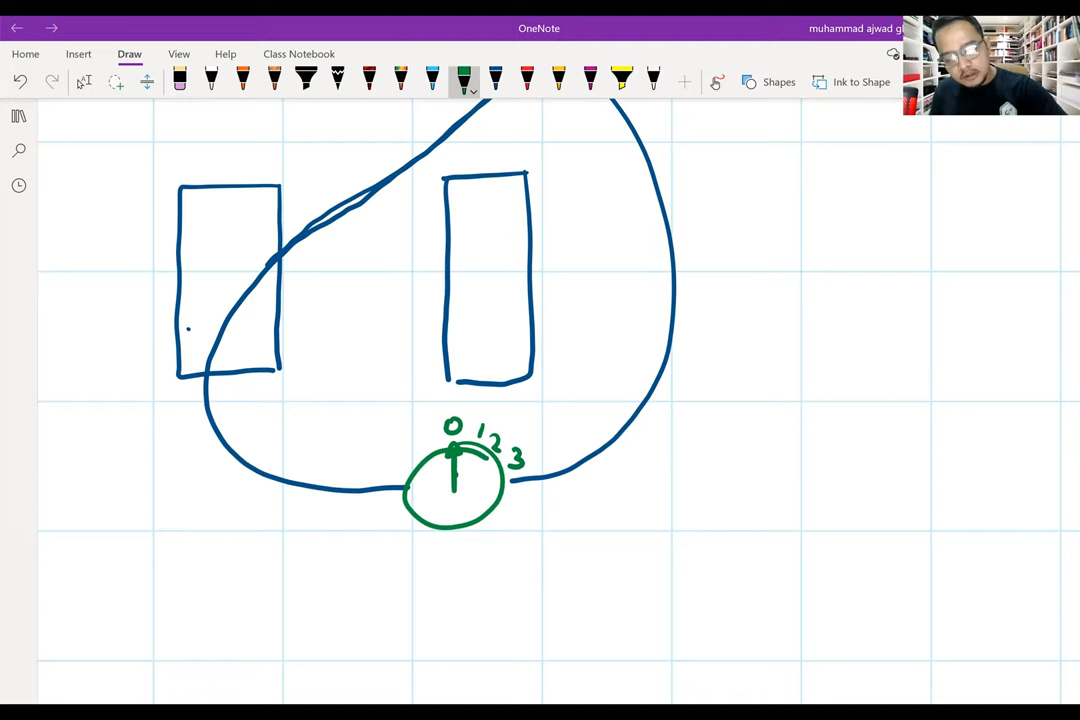 OneNote
muhammad ajwad g
Home Insert Draw View Help Class Notebook
Shapes Ink to Shape
0 1 2 3